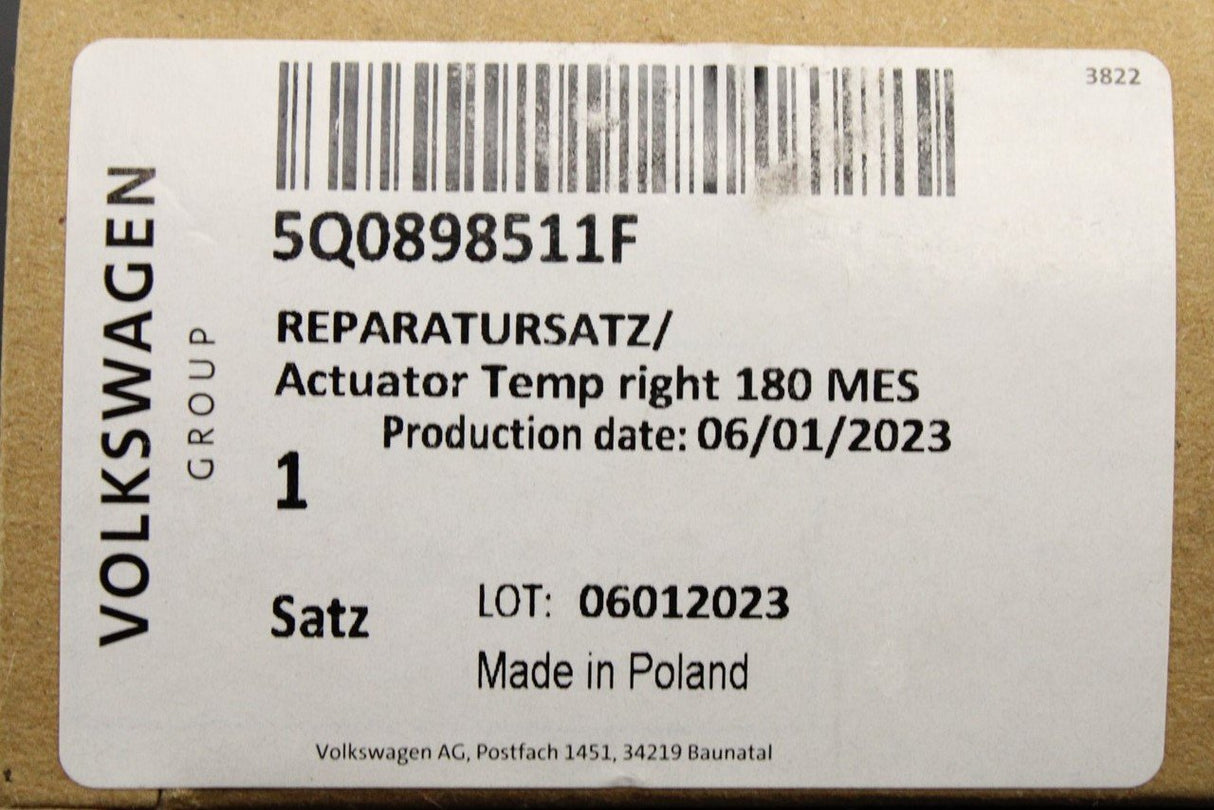 3822
VOLKSWAGEN
GROUP
5Q0898511F
REPARATURSATZ/
Actuator Temp right 180 MES
Production date: 06/01/2023
1
Satz
LOT: 06012023
Made in Poland
Volkswagen AG, Postfach 1451, 34219 Baunatal